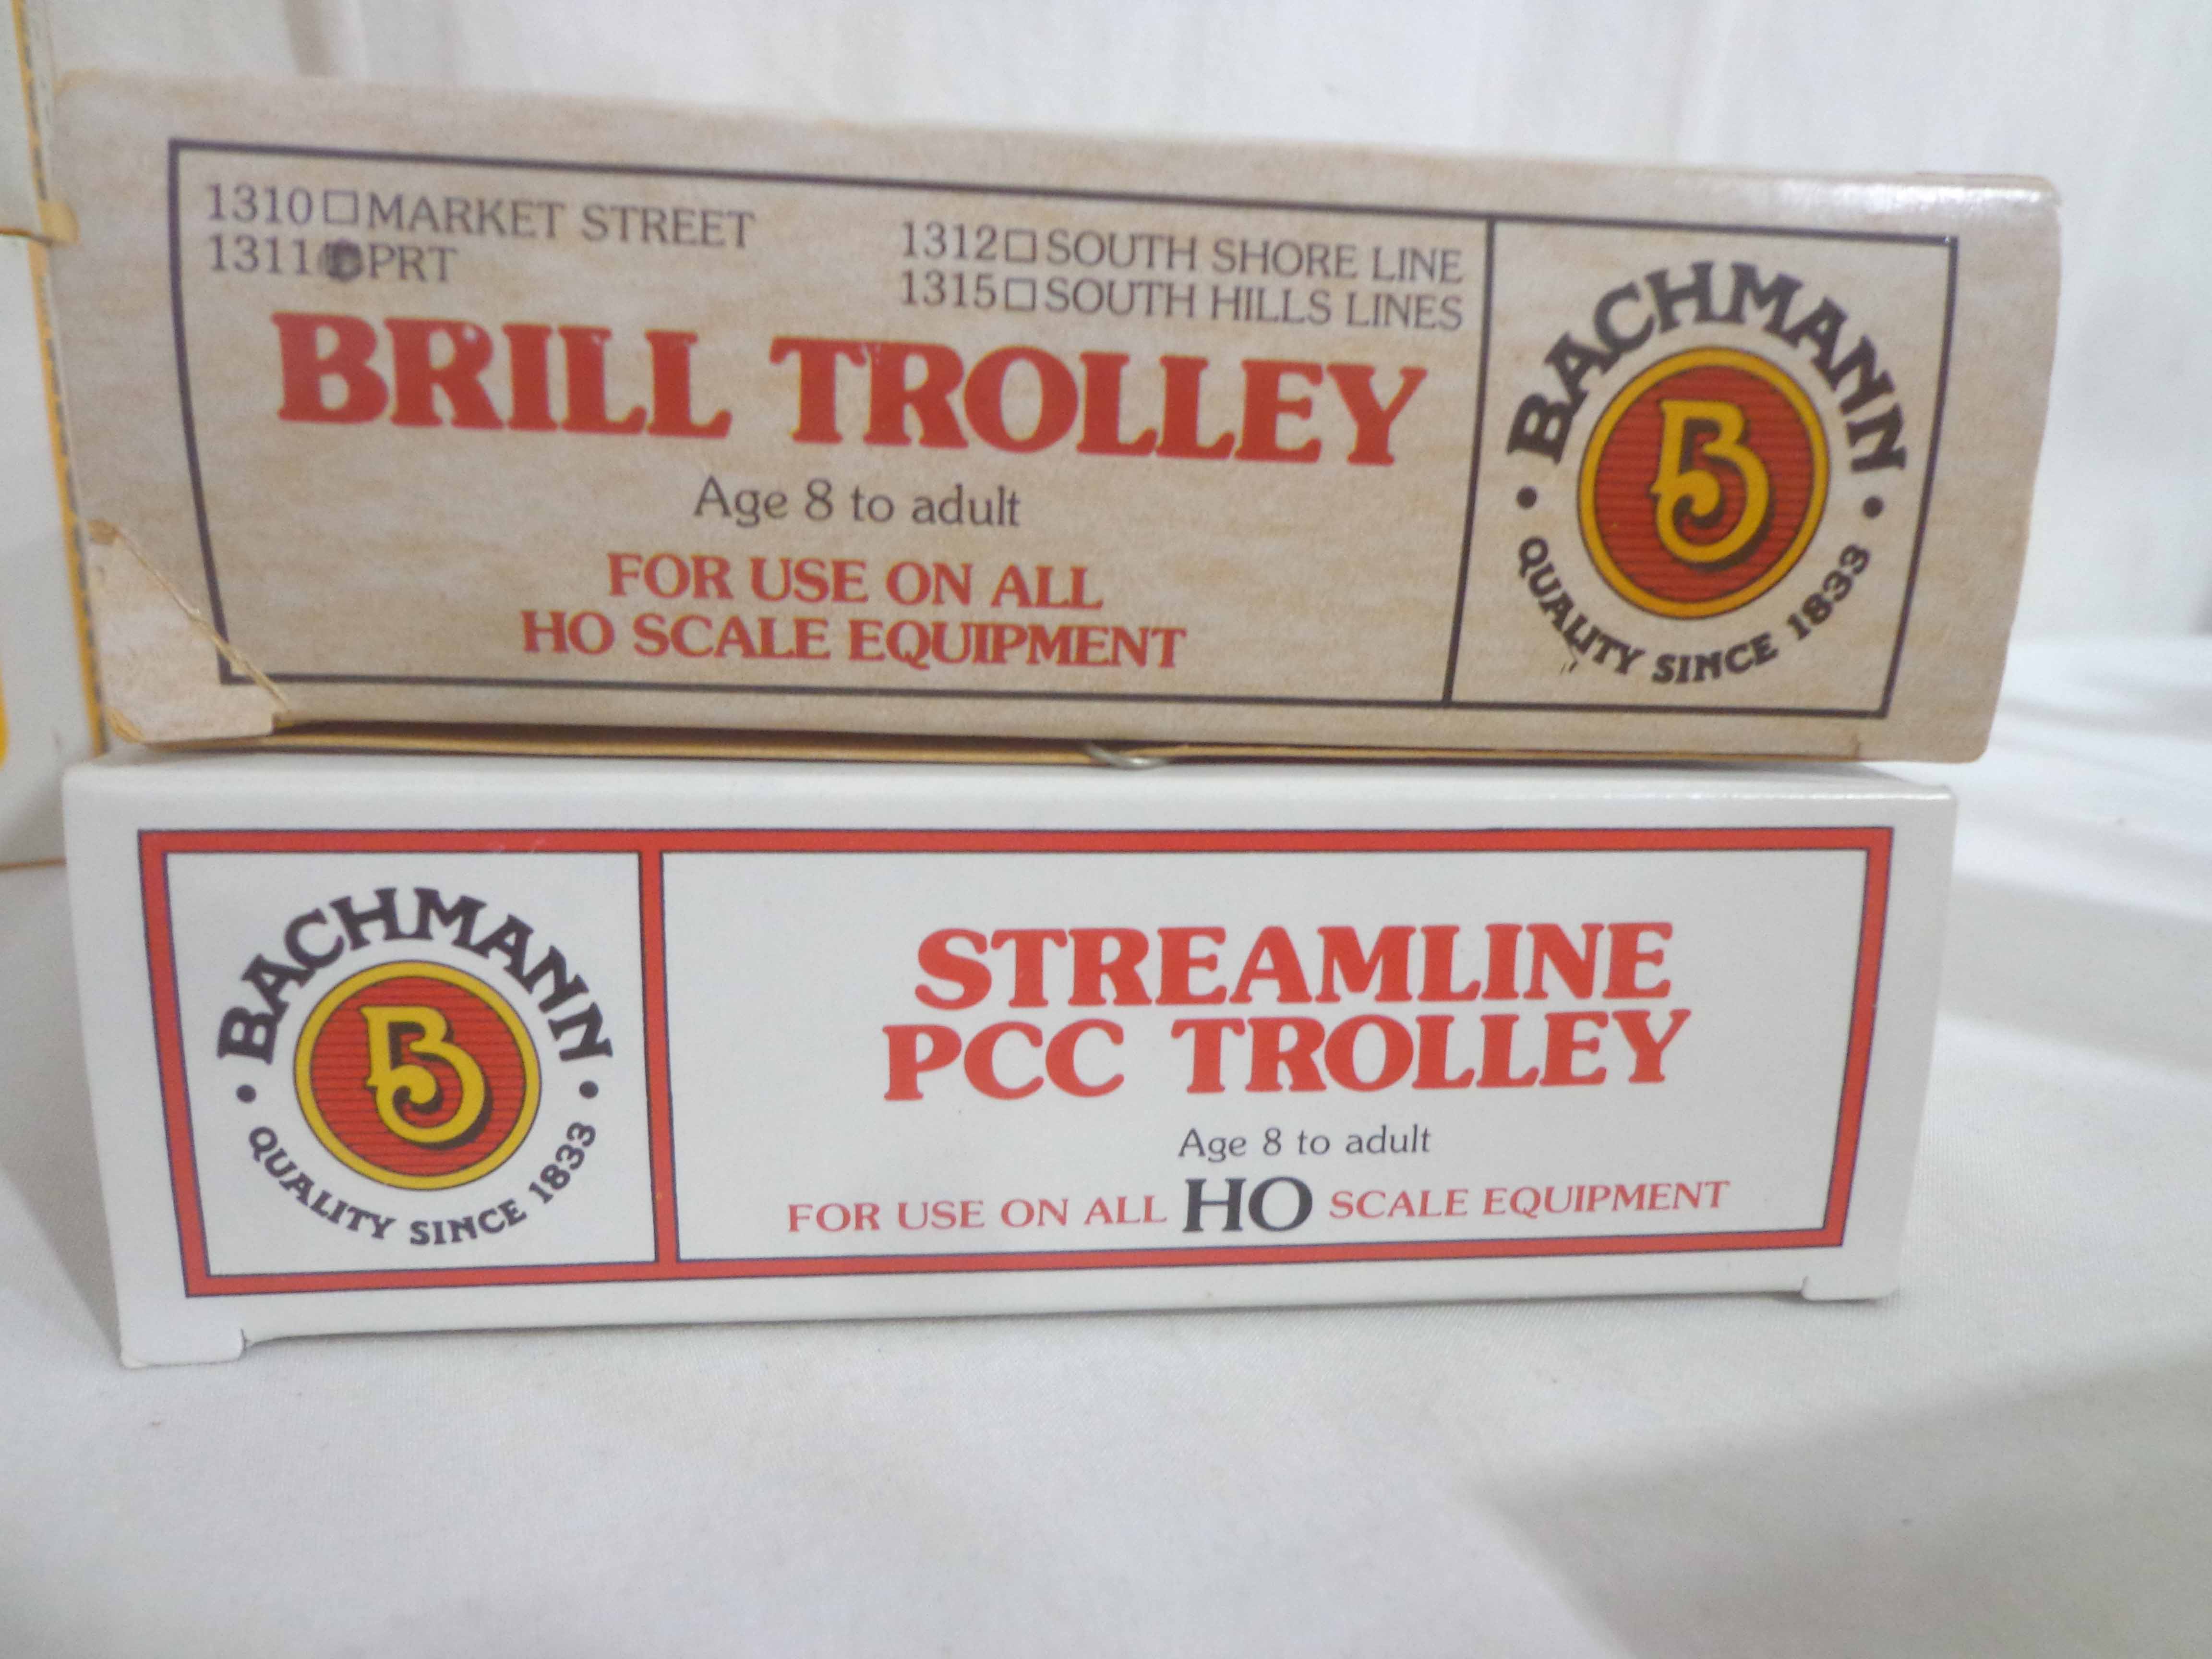 1310□MARKET STREET
1311 PRT
1312□SOUTH SHORE LINE
1315□SOUTH HILLS LINES
BRILL TROLLEY
Age 8 to adult
FOR USE ON ALL
HO SCALE EQUIPMENT
BACHMANN
B
• QUALITY SINCE 1833 •
BACHMANN
B
• QUALITY SINCE 1833 •
STREAMLINE
PCC TROLLEY
Age 8 to adult
FOR USE ON ALL HO SCALE EQUIPMENT